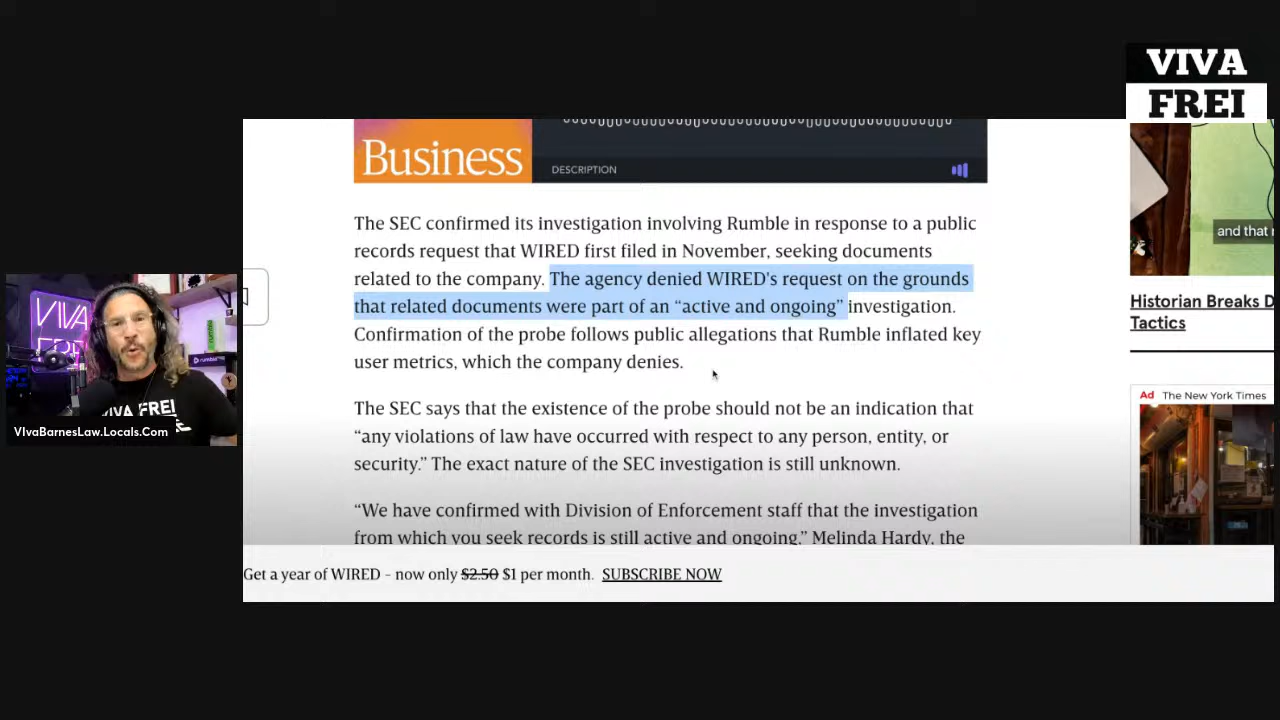 VIVA
FREI
Business
DESCRIPTION
The SEC confirmed its investigation involving Rumble in response to a public
records request that WIRED first filed in November, seeking documents
related to the company. The agency denied WIRED's request on the grounds
that related documents were part of an “active and ongoing” investigation.
Confirmation of the probe follows public allegations that Rumble inflated key
user metrics, which the company denies.
The SEC says that the existence of the probe should not be an indication that
“any violations of law have occurred with respect to any person, entity, or
security.” The exact nature of the SEC investigation is still unknown.
“We have confirmed with Division of Enforcement staff that the investigation
from which you seek records is still active and ongoing,” Melinda Hardy, the
Get a year of WIRED – now only $2.50 $1 per month. SUBSCRIBE NOW
and that
Historian Breaks D
Tactics
Ad The New York Times
VIVA
FR
VIVA FREI
VIvaBarnesLaw.Locals.Com